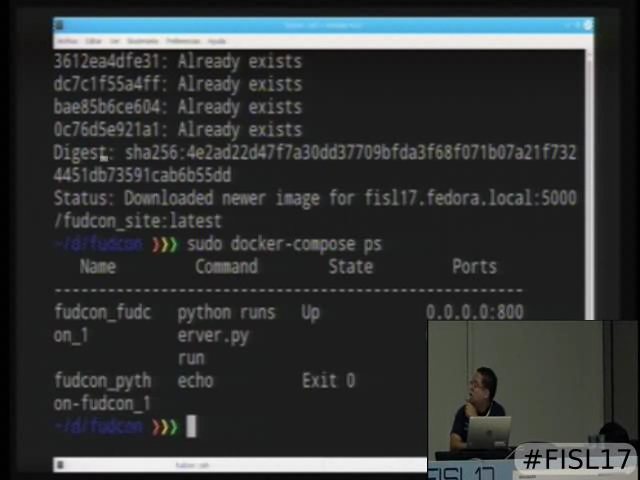 3612ea4dfe31: Already exists
dc7c1f55a4ff: Already exists
bae85b6ce604: Already exists
0c76d5e921a1: Already exists
Digest: sha256:4e2ad22d47f7a30dd37709bfda3f68f071b07a21f732
4451db73591cab6b55dd
Status: Downloaded newer image for fisl17.fedora.local:5000
/fudcon_site:latest
~/d/fudcon ❯❯❯ sudo docker-compose ps
Name Command State Ports
------------------------------------------------------------
fudcon_fudc python runs Up 0.0.0.0:800
on_1 erver.py
run
fudcon_pyth echo Exit 0
on-fudcon_1
~/d/fudcon ❯❯❯
FISL17
#FISL17